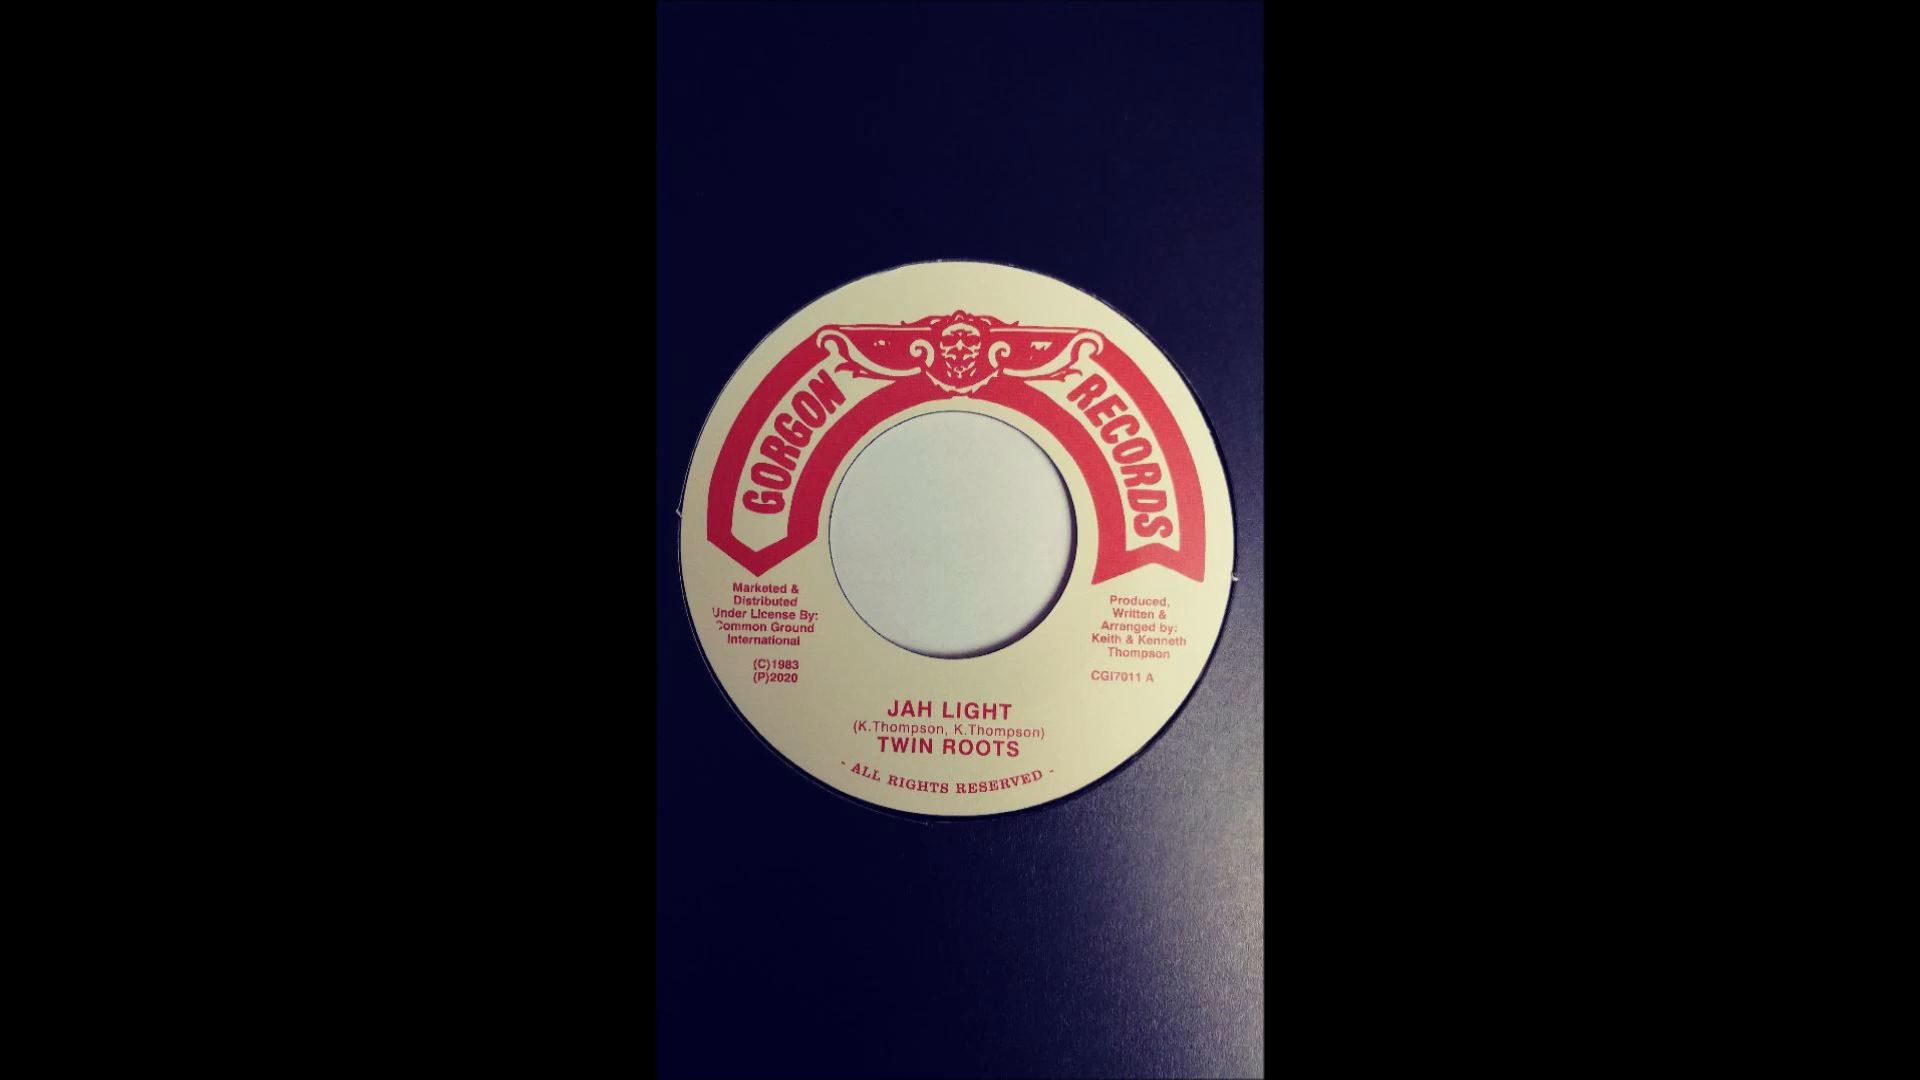 GORGON RECORDS
Marketed &
Distributed
Under License By:
Common Ground
International
(C)1983
(P)2020
Produced,
Written &
Arranged by:
Keith & Kenneth
Thompson
CGI7011 A
JAH LIGHT
(K.Thompson, K.Thompson)
TWIN ROOTS
- ALL RIGHTS RESERVED -